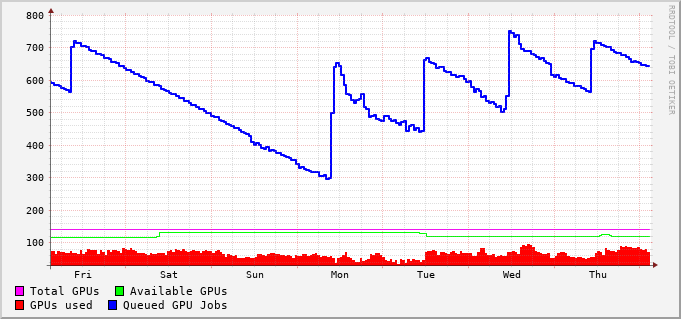 800
700
600
500
400
300
200
100
Fri Sat Sun Mon Tue Wed Thu
Total GPUs Available GPUs
GPUs used Queued GPU Jobs
RRDTOOL / TOBI OETIKER